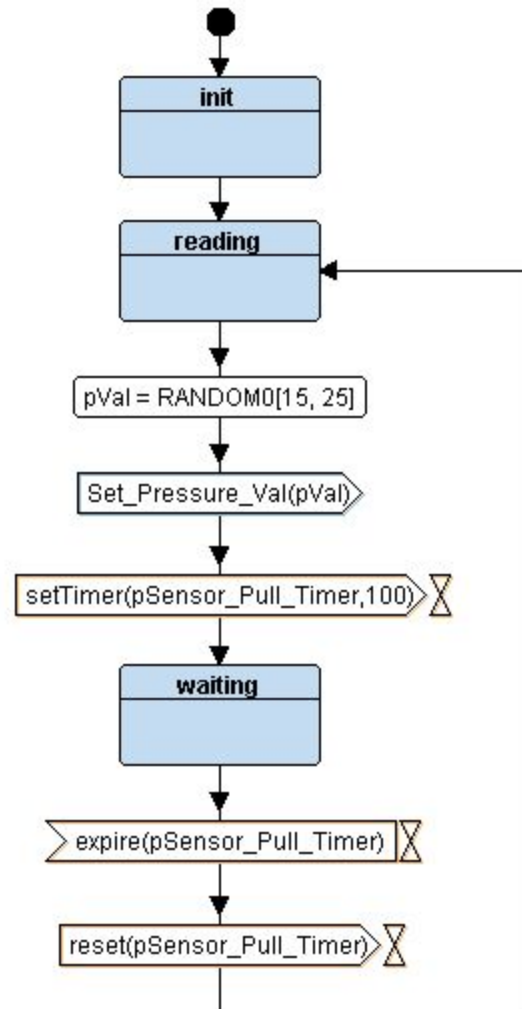 init
reading
pVal = RANDOM0[15, 25]
Set_Pressure_Val(pVal)
setTimer(pSensor_Pull_Timer,100)
waiting
expire(pSensor_Pull_Timer)
reset(pSensor_Pull_Timer)